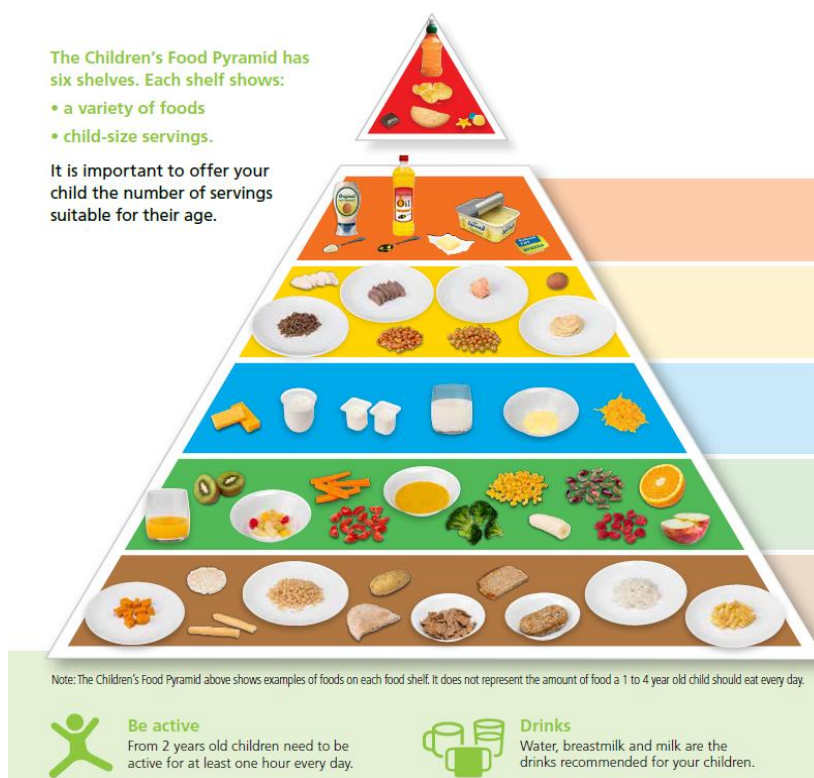 The Children's Food Pyramid has
six shelves. Each shelf shows:
• a variety of foods
• child-size servings.
It is important to offer your
child the number of servings
suitable for their age.
Oil
Note: The Children's Food Pyramid above shows examples of foods on each food shelf. It does not represent the amount of food a 1 to 4 year old child should eat every day.
Be active
From 2 years old children need to
be active for at least one hour every day.
Drinks
Water, breastmilk and milk are the
drinks recommended for your children.